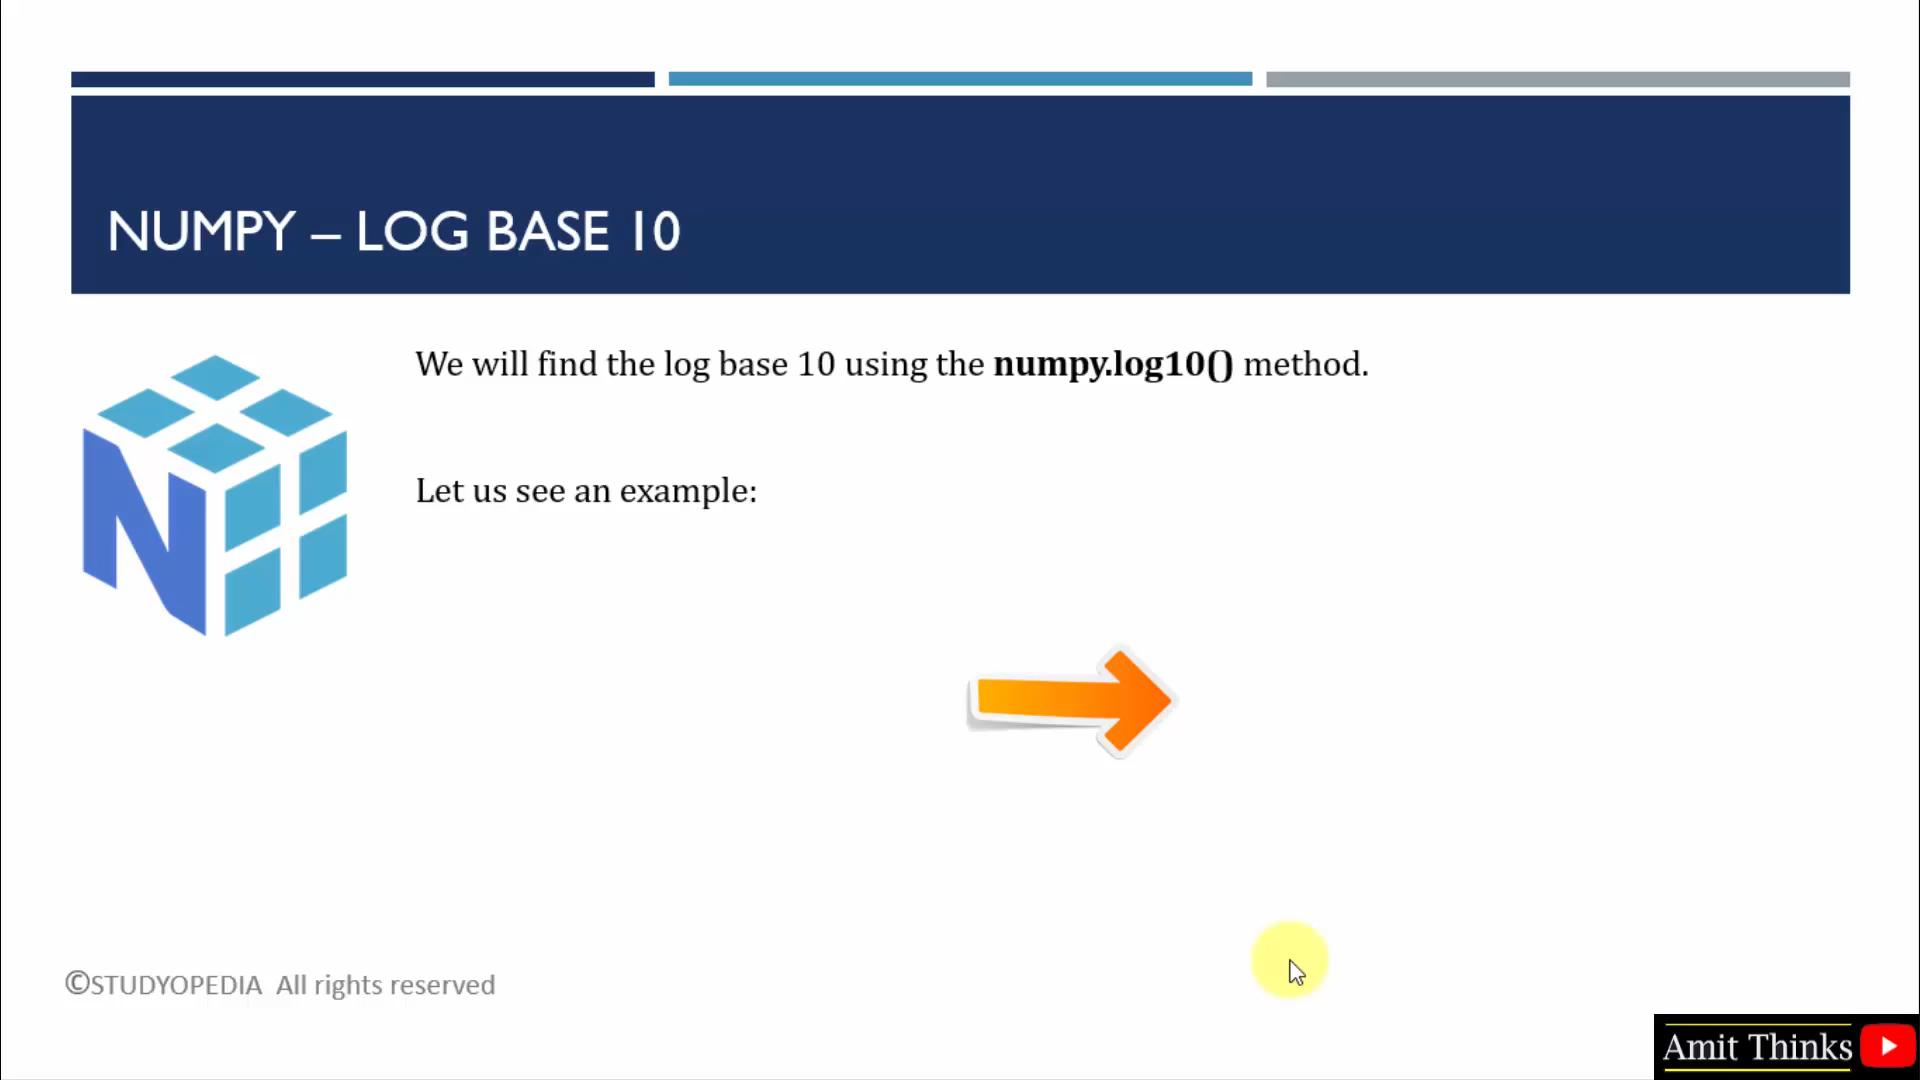 NUMPY – LOG BASE 10
We will find the log base 10 using the numpy.log10() method.
Let us see an example:
©STUDYOPEDIA All rights reserved
Amit Thinks